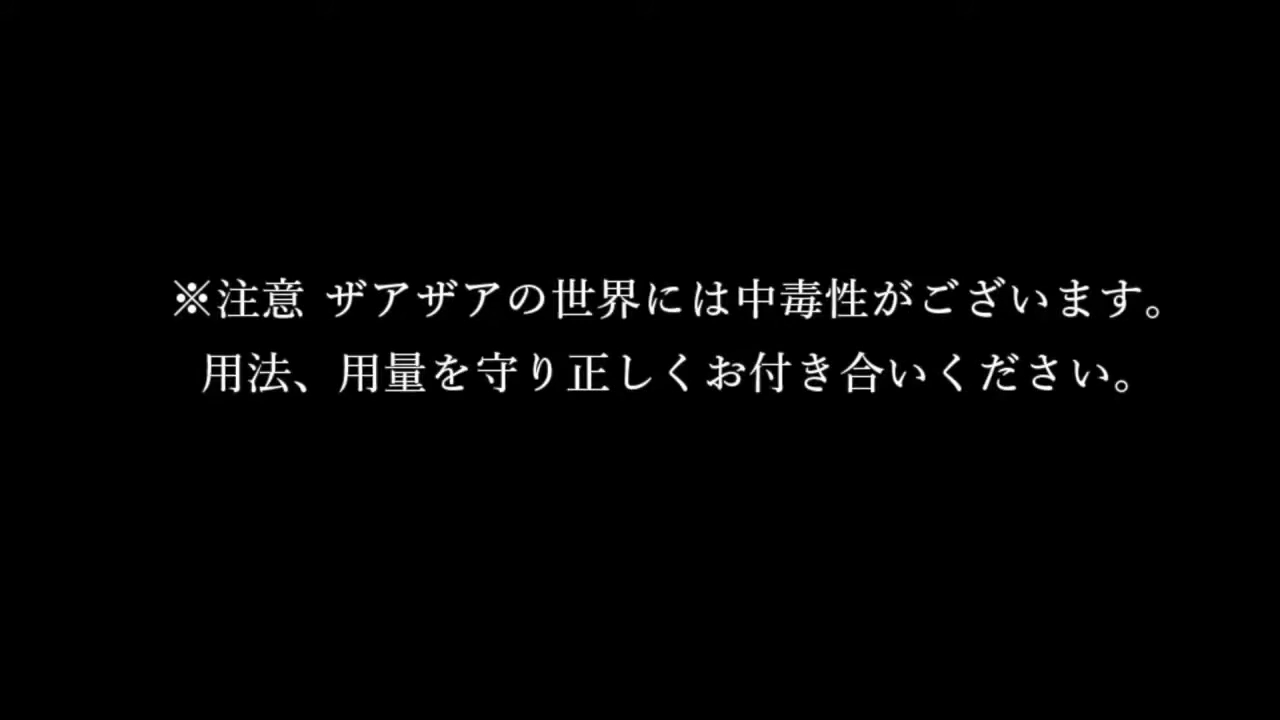 ※注意 ザアザアの世界には中毒性がございます。
用法、用量を守り正しくお付き合いください。